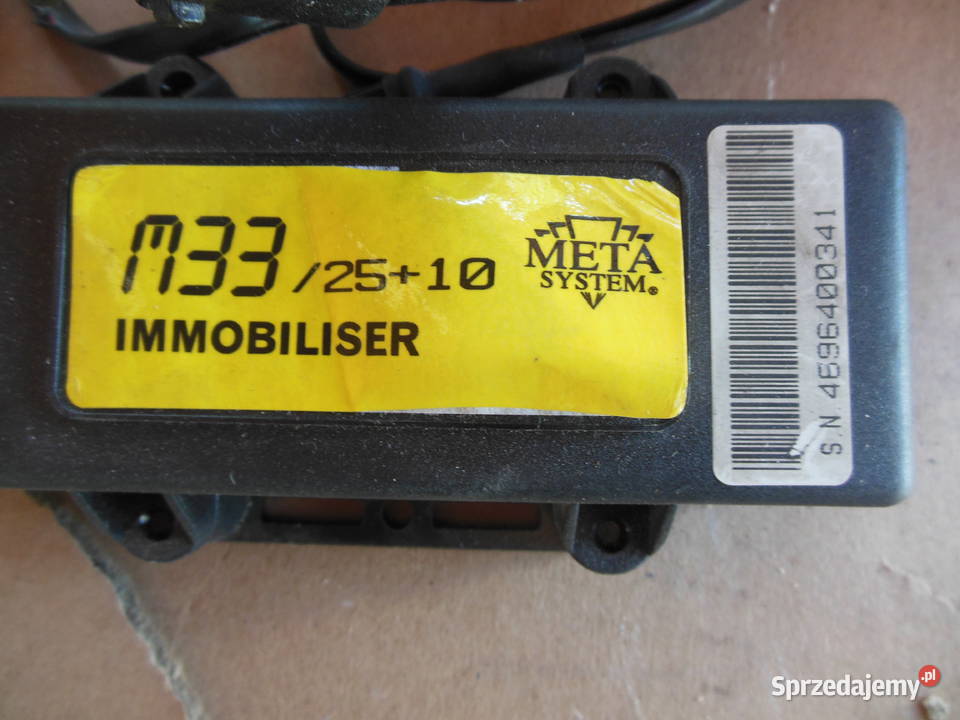 M33/25+10
IMMOBILISER
META
SYSTEM®
S.N. 4696400341
Sprzedajemy.pl